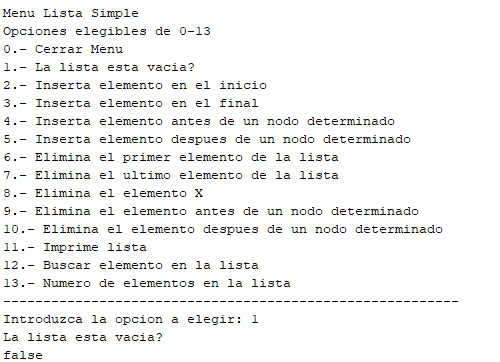 Menu Lista Simple
Opciones elegibles de 0-13
0.- Cerrar Menu
1.- La lista esta vacia?
2.- Inserta elemento en el inicio
3.- Inserta elemento en el final
4.- Inserta elemento antes de un nodo determinado
5.- Inserta elemento despues de un nodo determinado
6.- Elimina el primer elemento de la lista
7.- Elimina el ultimo elemento de la lista
8.- Elimina el elemento X
9.- Elimina el elemento antes de un nodo determinado
10.- Elimina el elemento despues de un nodo determinado
11.- Imprime lista
12.- Buscar elemento en la lista
13.- Numero de elementos en la lista
---------------------------------------------------------
Introduzca la opcion a elegir: 1
La lista esta vacia?
false